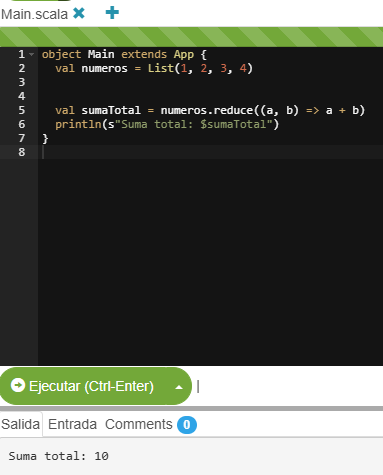 Main.scala ✖ +
1 object Main extends App {
2   val numeros = List(1, 2, 3, 4)
3
4
5   val sumaTotal = numeros.reduce((a, b) => a + b)
6   println(s"Suma total: $sumaTotal")
7 }
8
Ejecutar (Ctrl-Enter)
Salida Entrada Comments 0
Suma total: 10